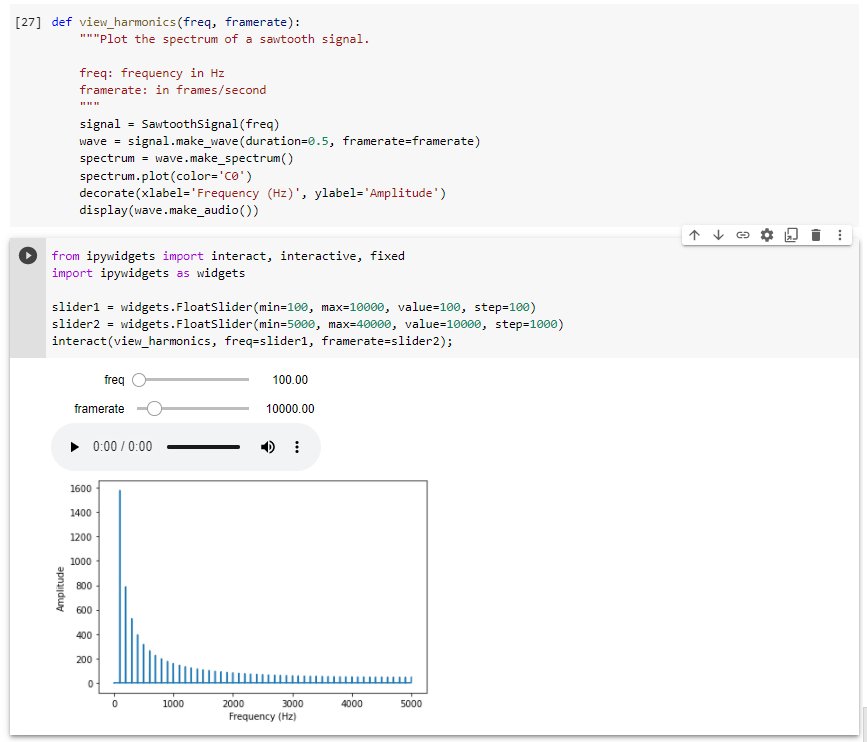 [27] def view_harmonics(freq, framerate):
"""Plot the spectrum of a sawtooth signal.
freq: frequency in Hz
framerate: in frames/second
"""
signal = SawtoothSignal(freq)
wave = signal.make_wave(duration=0.5, framerate=framerate)
spectrum = wave.make_spectrum()
spectrum.plot(color='C0')
decorate(xlabel='Frequency (Hz)', ylabel='Amplitude')
display(wave.make_audio())
from ipywidgets import interact, interactive, fixed
import ipywidgets as widgets
slider1 = widgets.FloatSlider(min=100, max=10000, value=100, step=100)
slider2 = widgets.FloatSlider(min=5000, max=40000, value=10000, step=1000)
interact(view_harmonics, freq=slider1, framerate=slider2);
freq 100.00
framerate 10000.00
0:00 / 0:00
1600
1400
1200
1000
800
600
400
200
0
Amplitude
0 1000 2000 3000 4000 5000
Frequency (Hz)